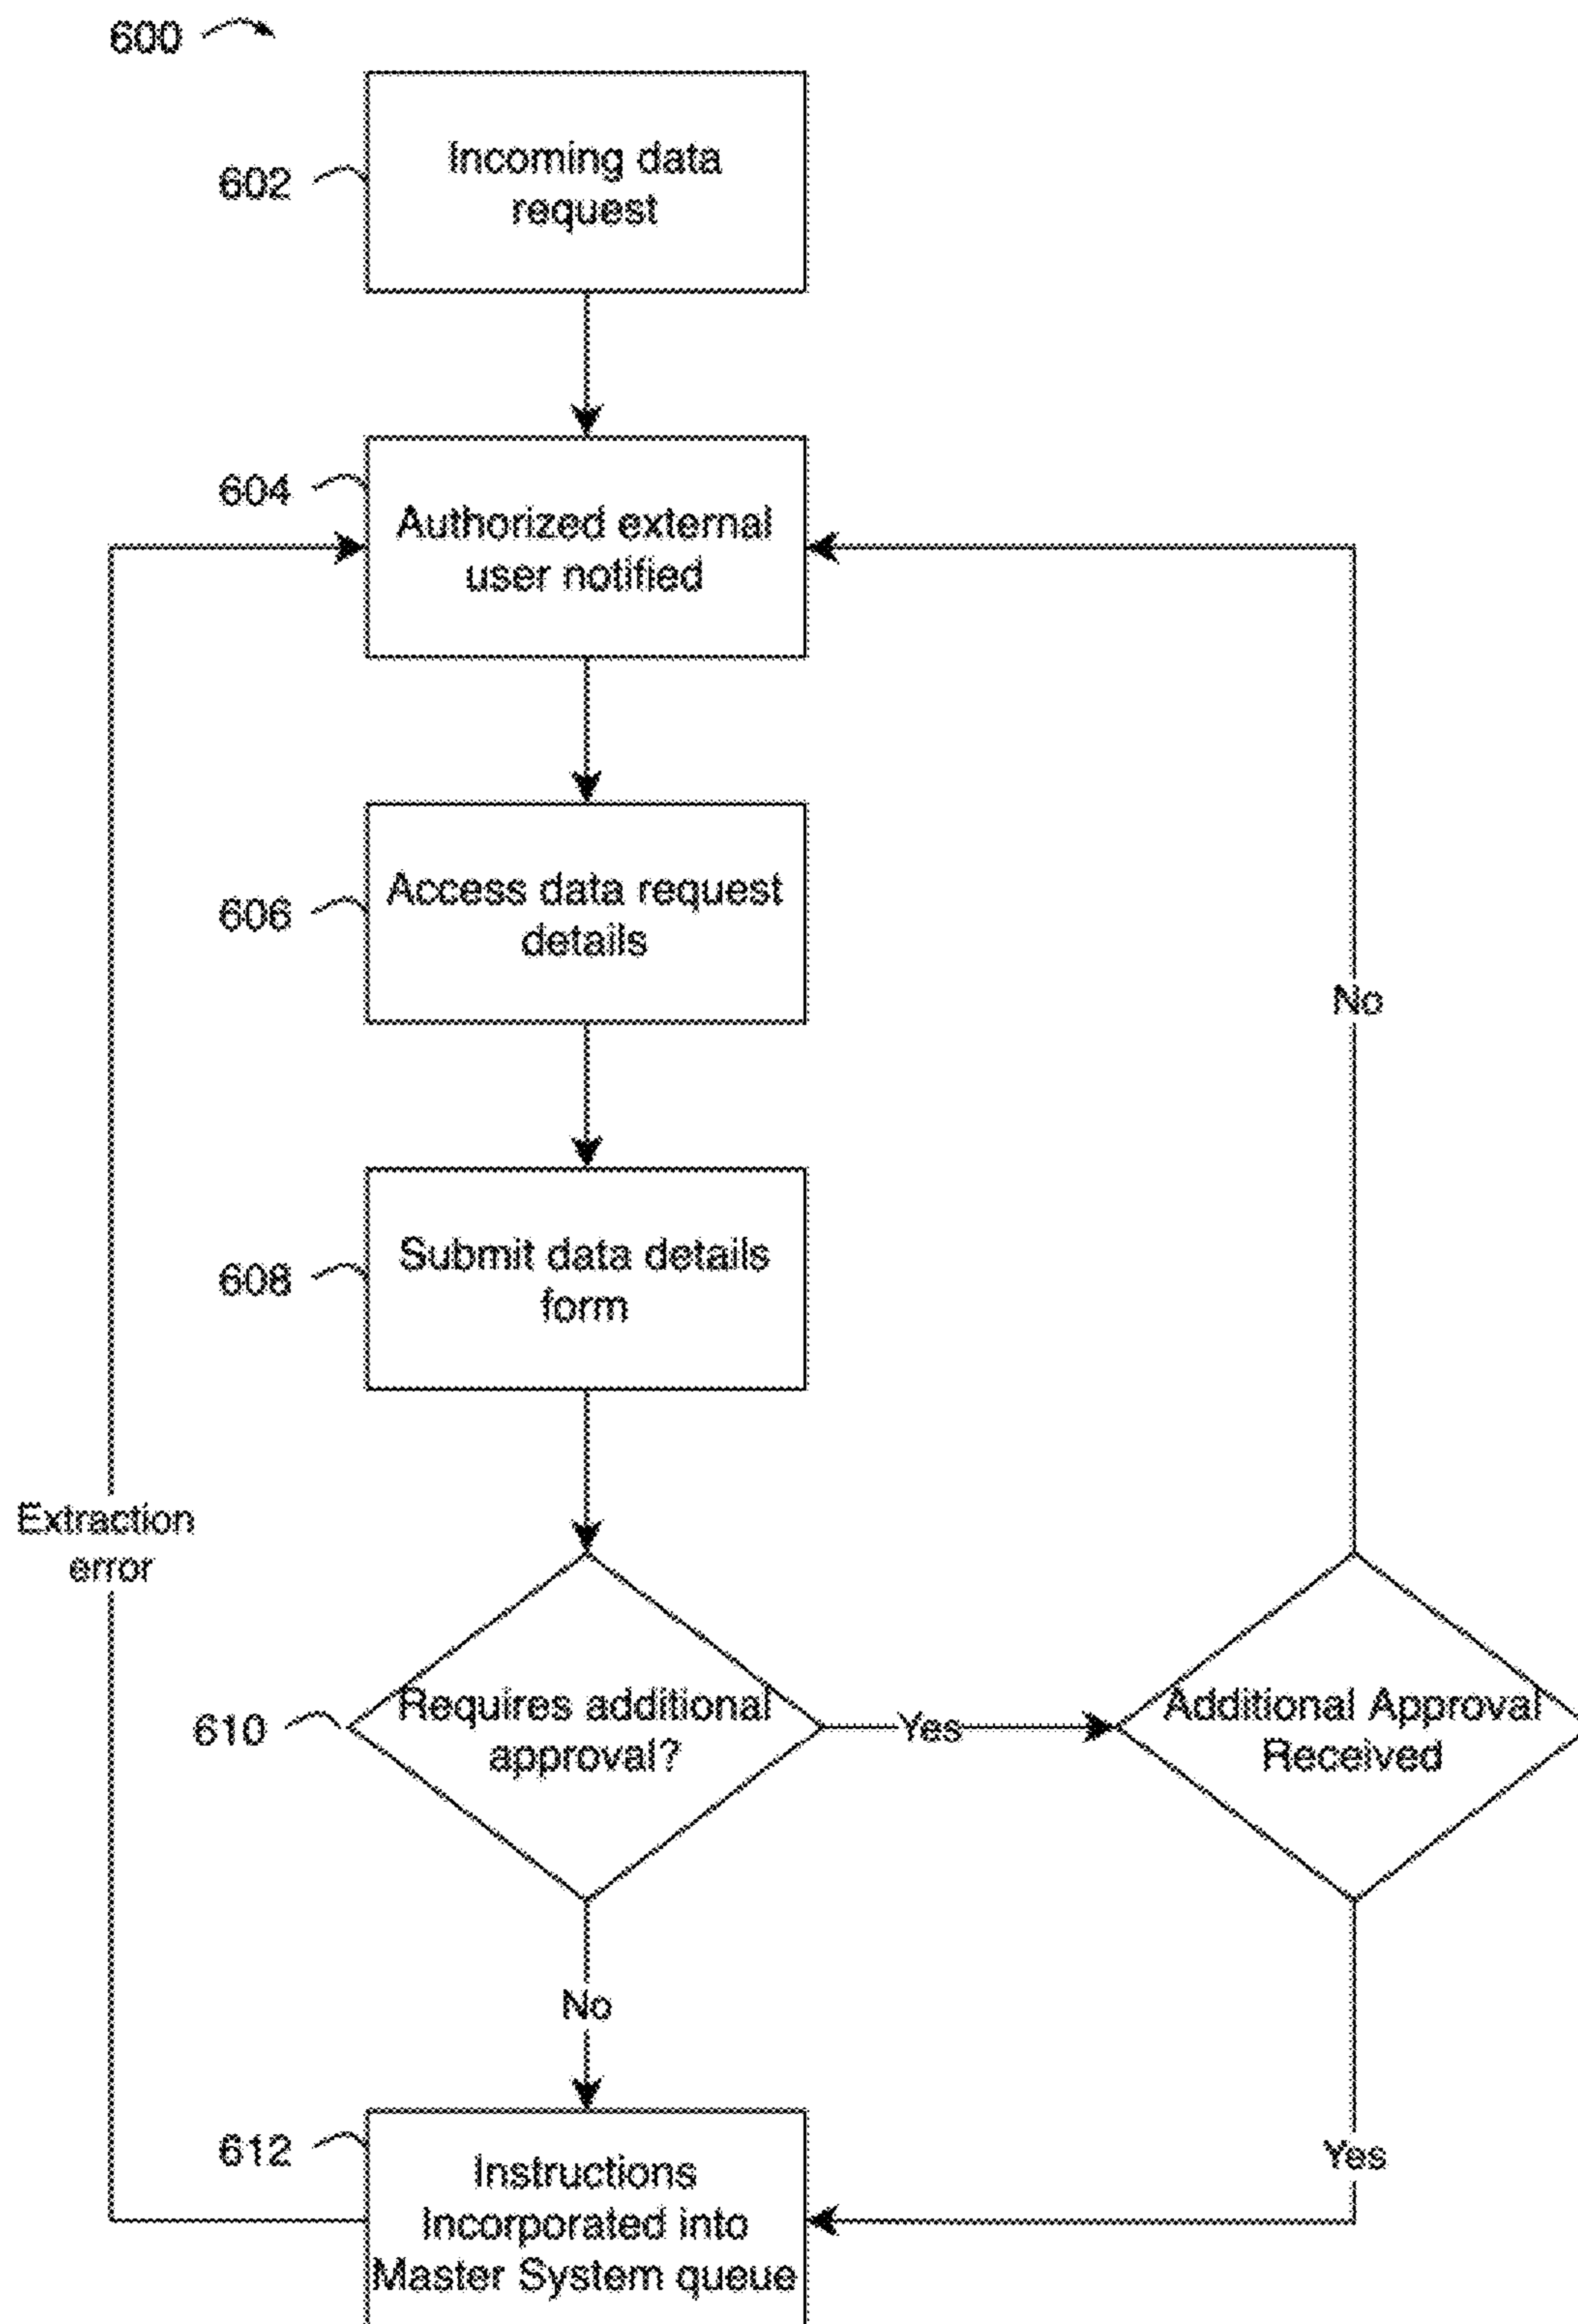 600
602
Incoming data
request
604
Authorized external
user notified
606
Access data request
details
No
608
Submit data details
form
Extraction
error
610
Requires additional
approval?
Yes
Additional Approval
Received
No
612
Instructions
Incorporated into
Master System queue
Yes